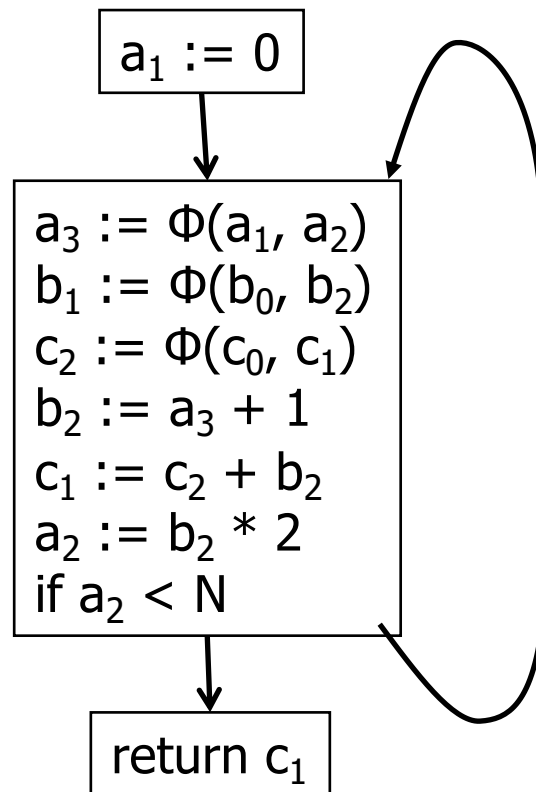 a₁ := 0
a₃ := Φ(a₁, a₂)
b₁ := Φ(b₀, b₂)
c₂ := Φ(c₀, c₁)
b₂ := a₃ + 1
c₁ := c₂ + b₂
a₂ := b₂ * 2
if a₂ < N
return c₁